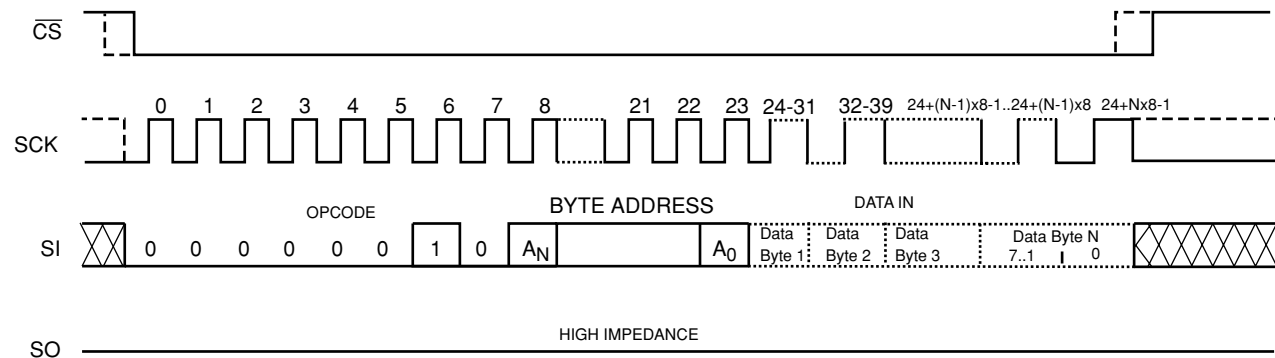 CS
0 1 2 3 4 5 6 7 8 21 22 23 24-31 32-39 24+(N-1)x8-1..24+(N-1)x8 24+Nx8-1
SCK
OPCODE BYTE ADDRESS DATA IN
SI 0 0 0 0 0 0 1 0 AN A0 Data Byte 1 Data Byte 2 Data Byte 3 Data Byte N
7..1 0
HIGH IMPEDANCE
SO